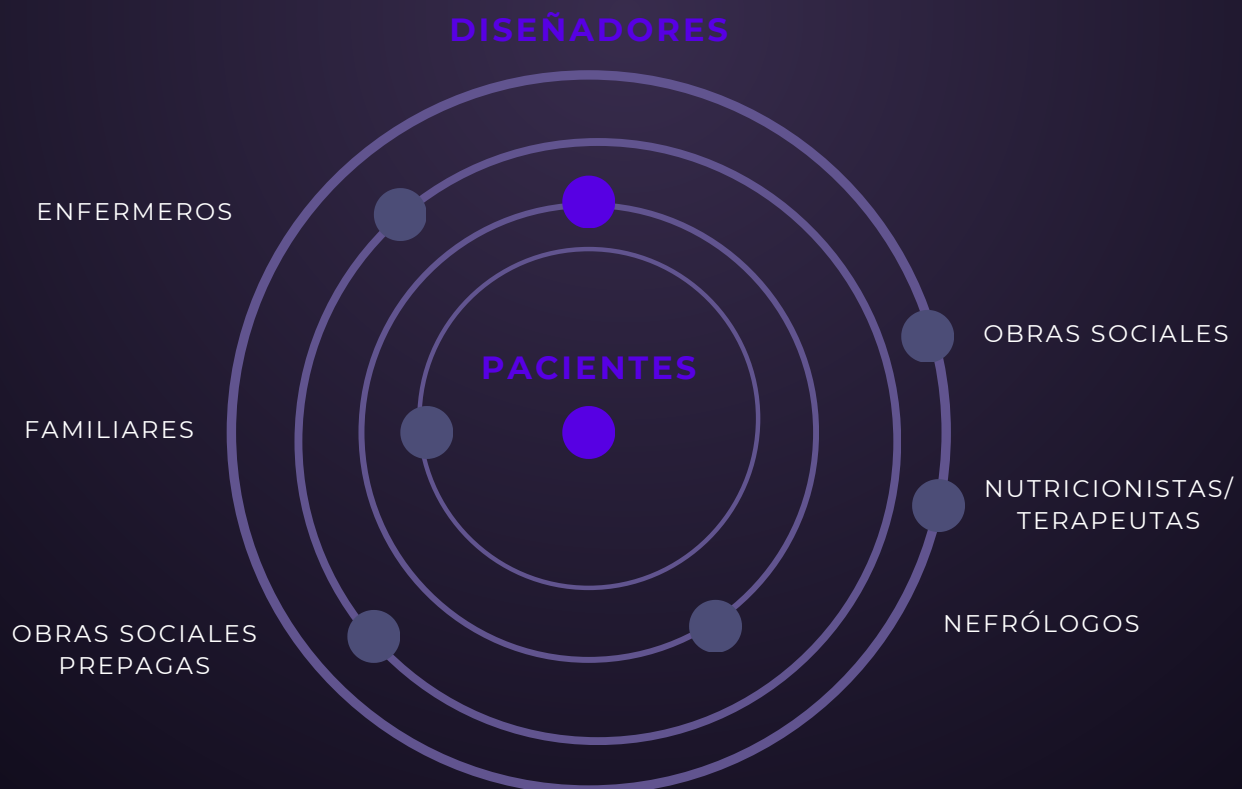 DISEÑADORES
ENFERMEROS
OBRAS SOCIALES
PACIENTES
FAMILIARES
NUTRICIONISTAS/
TERAPEUTAS
NEFRÓLOGOS
OBRAS SOCIALES
PREPAGAS